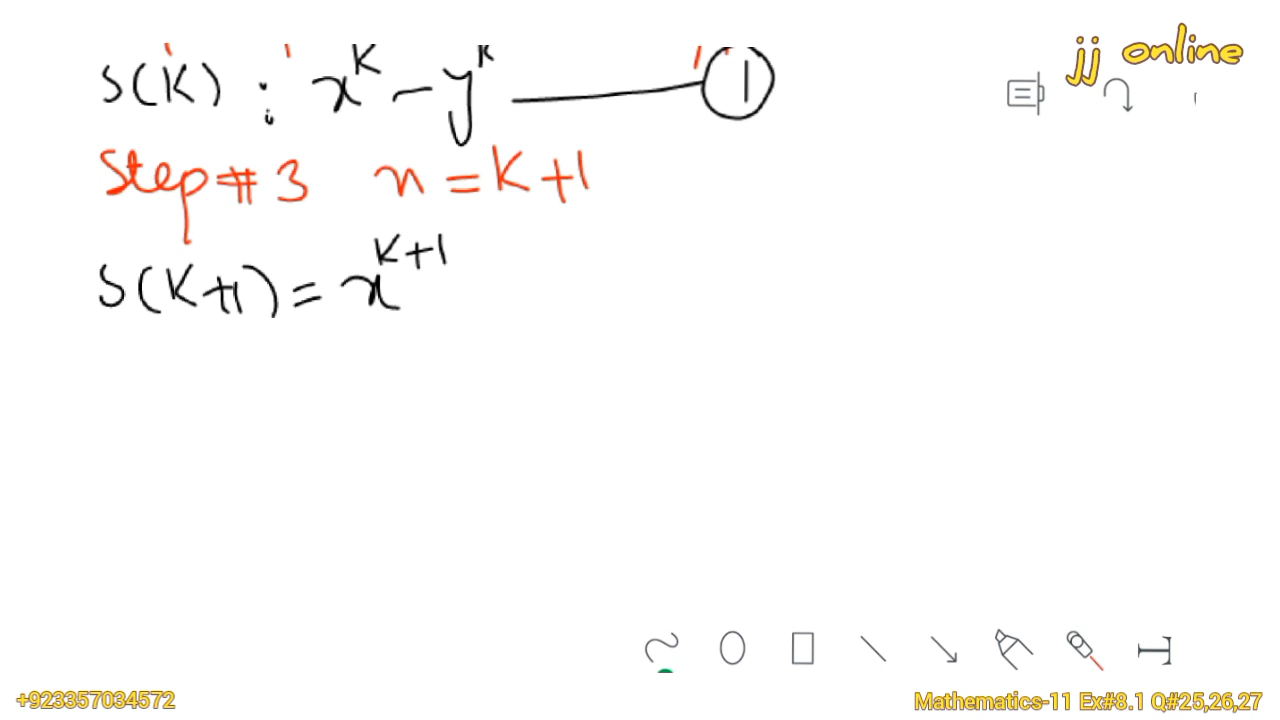 jj online
S(K) : x^K - y^K ——— ①
Step # 3 n = K+1
S(K+1) = x^{K+1}
+923357034572
Mathematics-11 Ex#8.1 Q#25,26,27